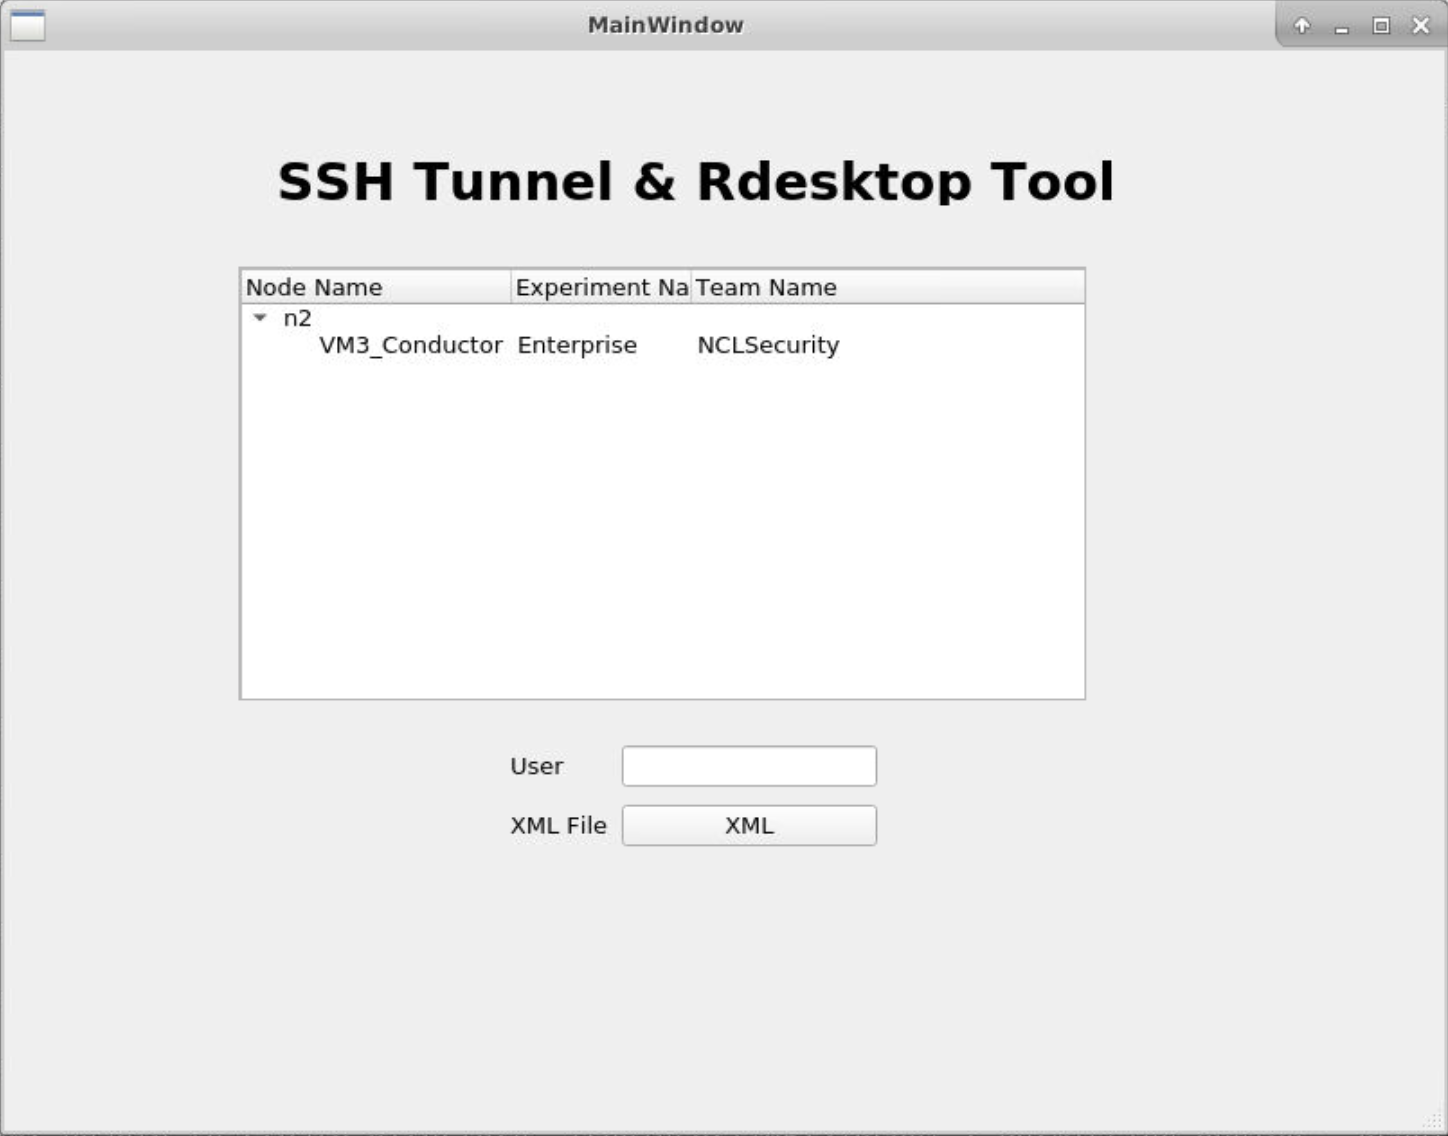 MainWindow
SSH Tunnel & Rdesktop Tool
Node Name Experiment Na Team Name
n2
VM3_Conductor Enterprise NCLSecurity
User
XML File XML